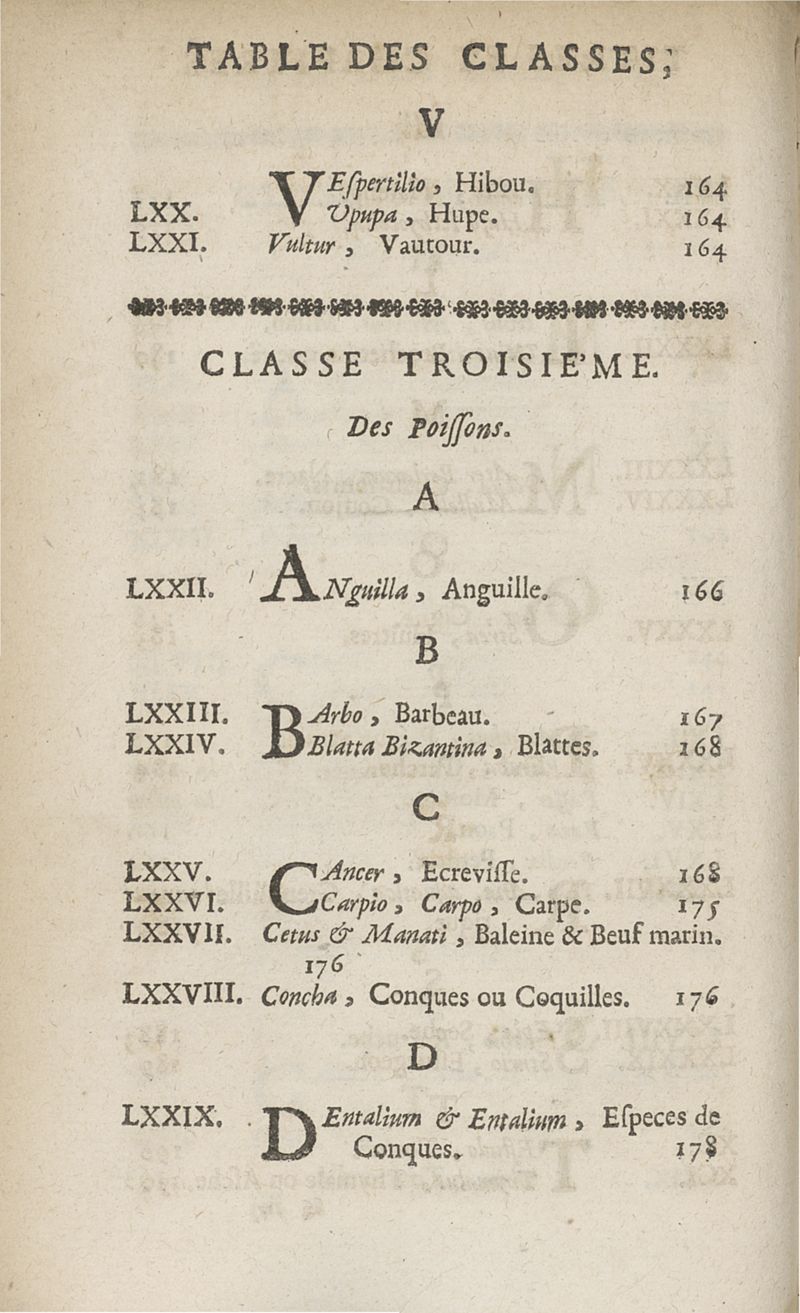 TABLE DES CLASSES,
V
VEſpertilio, Hibou. 164
LXX. Vpupa, Hupe. 164
LXXI. Vultur, Vautour. 164
CLASSE TROISIE'ME.
Des Poiſſons.
A
LXXII. ANguilla, Anguille. 166
B
LXXIII. BArbo, Barbeau. 167
LXXIV. Blatta Bizantina, Blattes. 168
C
LXXV. CAncer, Ecreviſſe. 168
LXXVI. Carpio, Carpo, Carpe. 175
LXXVII. Cetus & Manati, Baleine & Beuf marin.
176
LXXVIII. Concha, Conques ou Coquilles. 176
D
LXXIX. DEntalium & Entalium, Eſpeces de
Conques. 178